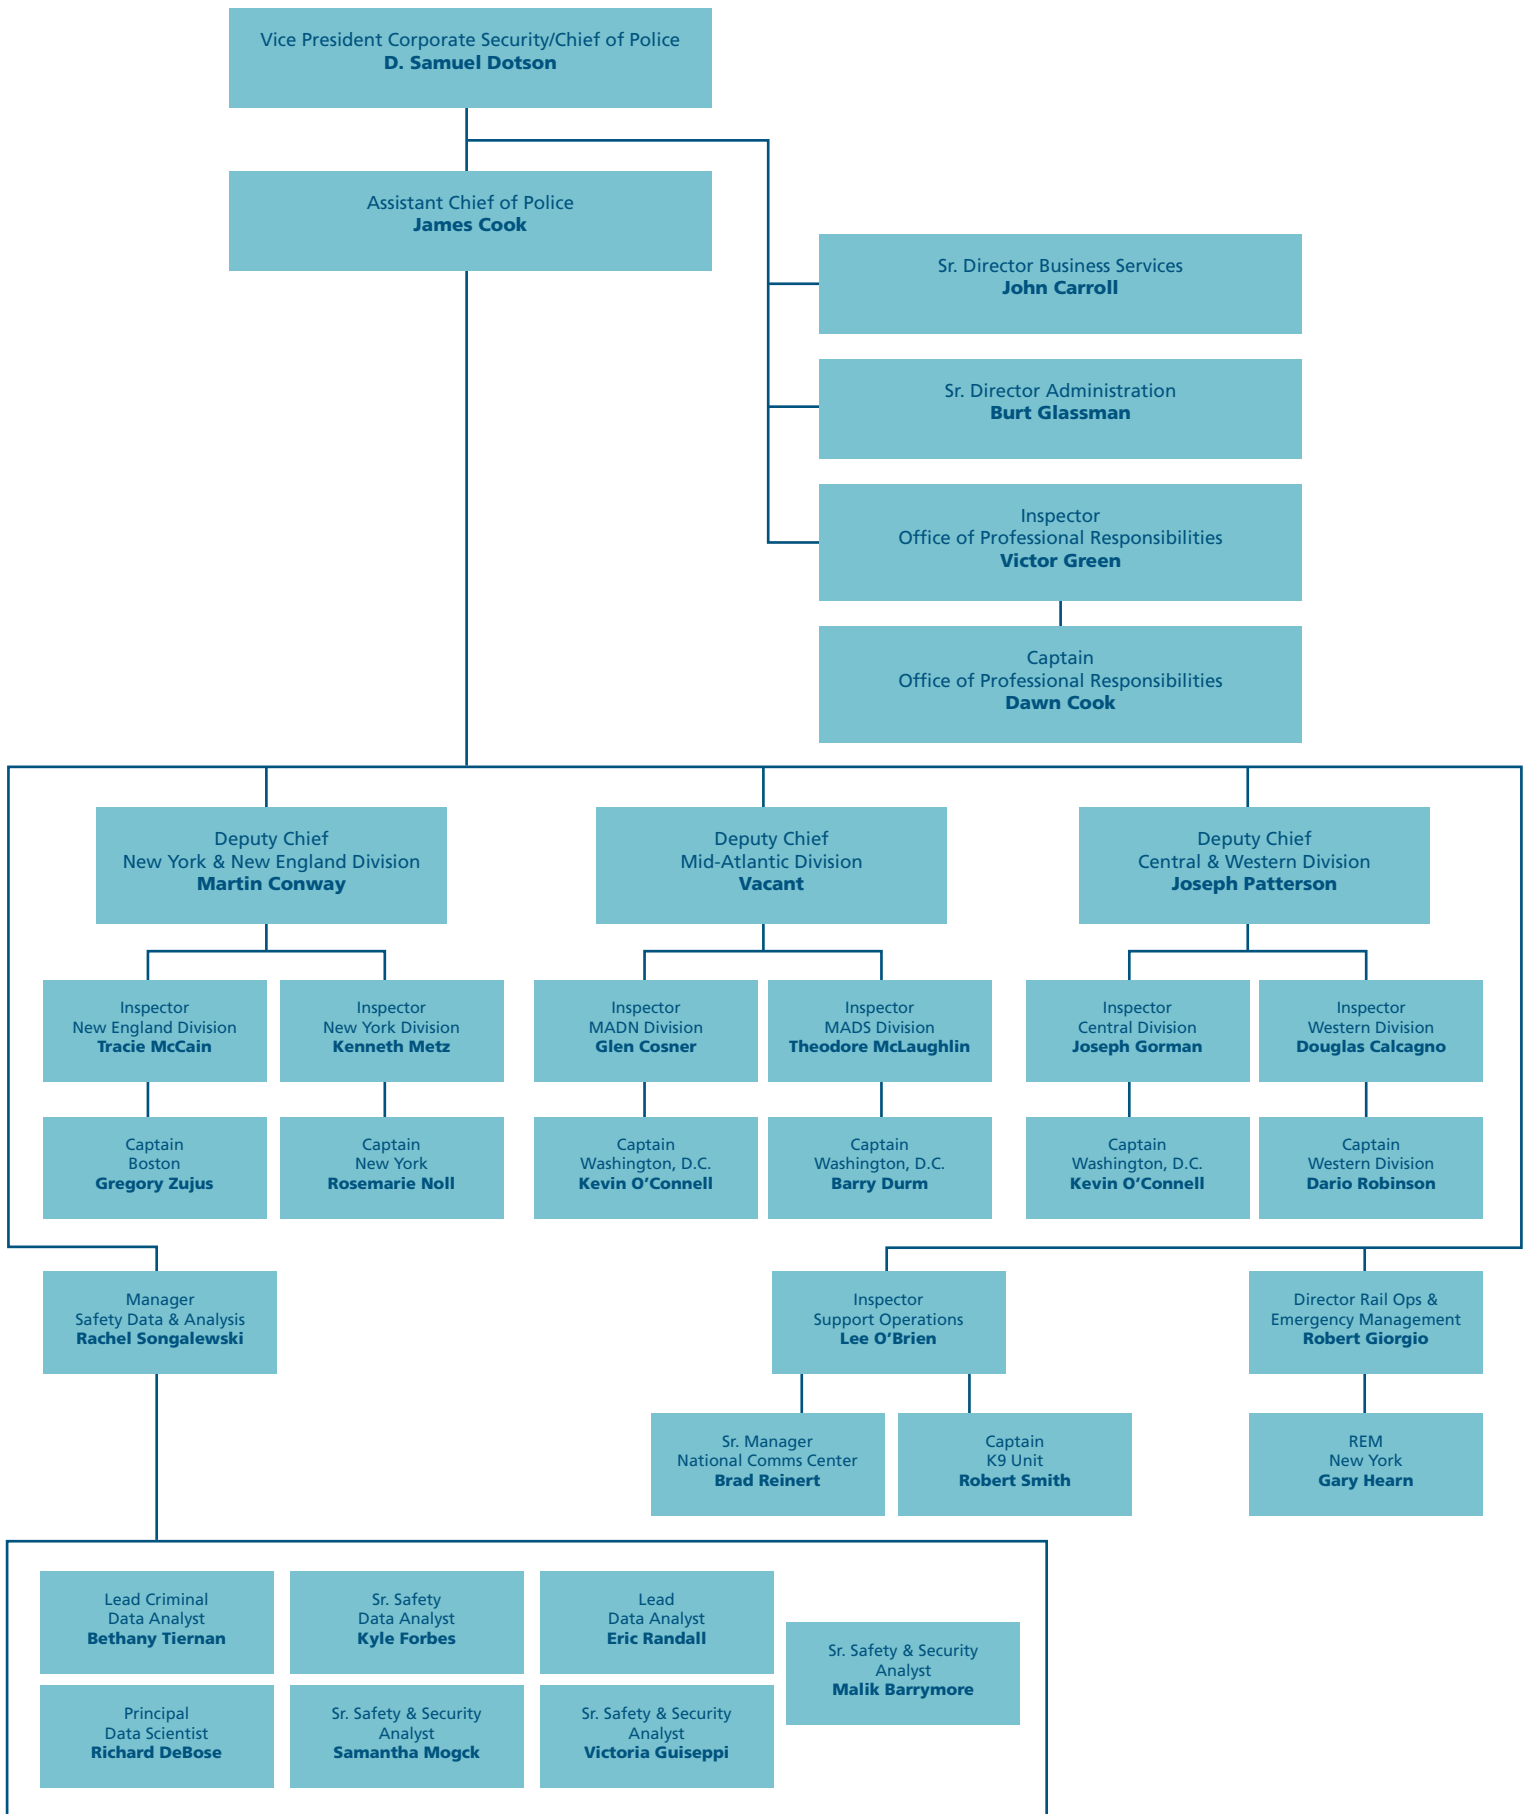 Vice President Corporate Security/Chief of Police
D. Samuel Dotson
Assistant Chief of Police
James Cook
Sr. Director Business Services
John Carroll
Sr. Director Administration
Burt Glassman
Inspector
Office of Professional Responsibilities
Victor Green
Captain
Office of Professional Responsibilities
Dawn Cook
Deputy Chief
New York & New England Division
Martin Conway
Deputy Chief
Mid-Atlantic Division
Vacant
Deputy Chief
Central & Western Division
Joseph Patterson
Inspector
New England Division
Tracie McCain
Inspector
New York Division
Kenneth Metz
Inspector
MADN Division
Glen Cosner
Inspector
MADS Division
Theodore McLaughlin
Inspector
Central Division
Joseph Gorman
Inspector
Western Division
Douglas Calcagno
Captain
Boston
Gregory Zujus
Captain
New York
Rosemarie Noll
Captain
Washington, D.C.
Kevin O’Connell
Captain
Washington, D.C.
Barry Durm
Captain
Washington, D.C.
Kevin O’Connell
Captain
Western Division
Dario Robinson
Manager
Safety Data & Analysis
Rachel Songalewski
Inspector
Support Operations
Lee O’Brien
Director Rail Ops &
Emergency Management
Robert Giorgio
Sr. Manager
National Comms Center
Brad Reinert
Captain
K9 Unit
Robert Smith
REM
New York
Gary Hearn
Lead Criminal
Data Analyst
Bethany Tiernan
Sr. Safety
Data Analyst
Kyle Forbes
Lead
Data Analyst
Eric Randall
Sr. Safety & Security
Analyst
Malik Barrymore
Principal
Data Scientist
Richard DeBose
Sr. Safety & Security
Analyst
Samantha Mogck
Sr. Safety & Security
Analyst
Victoria Guiseppi